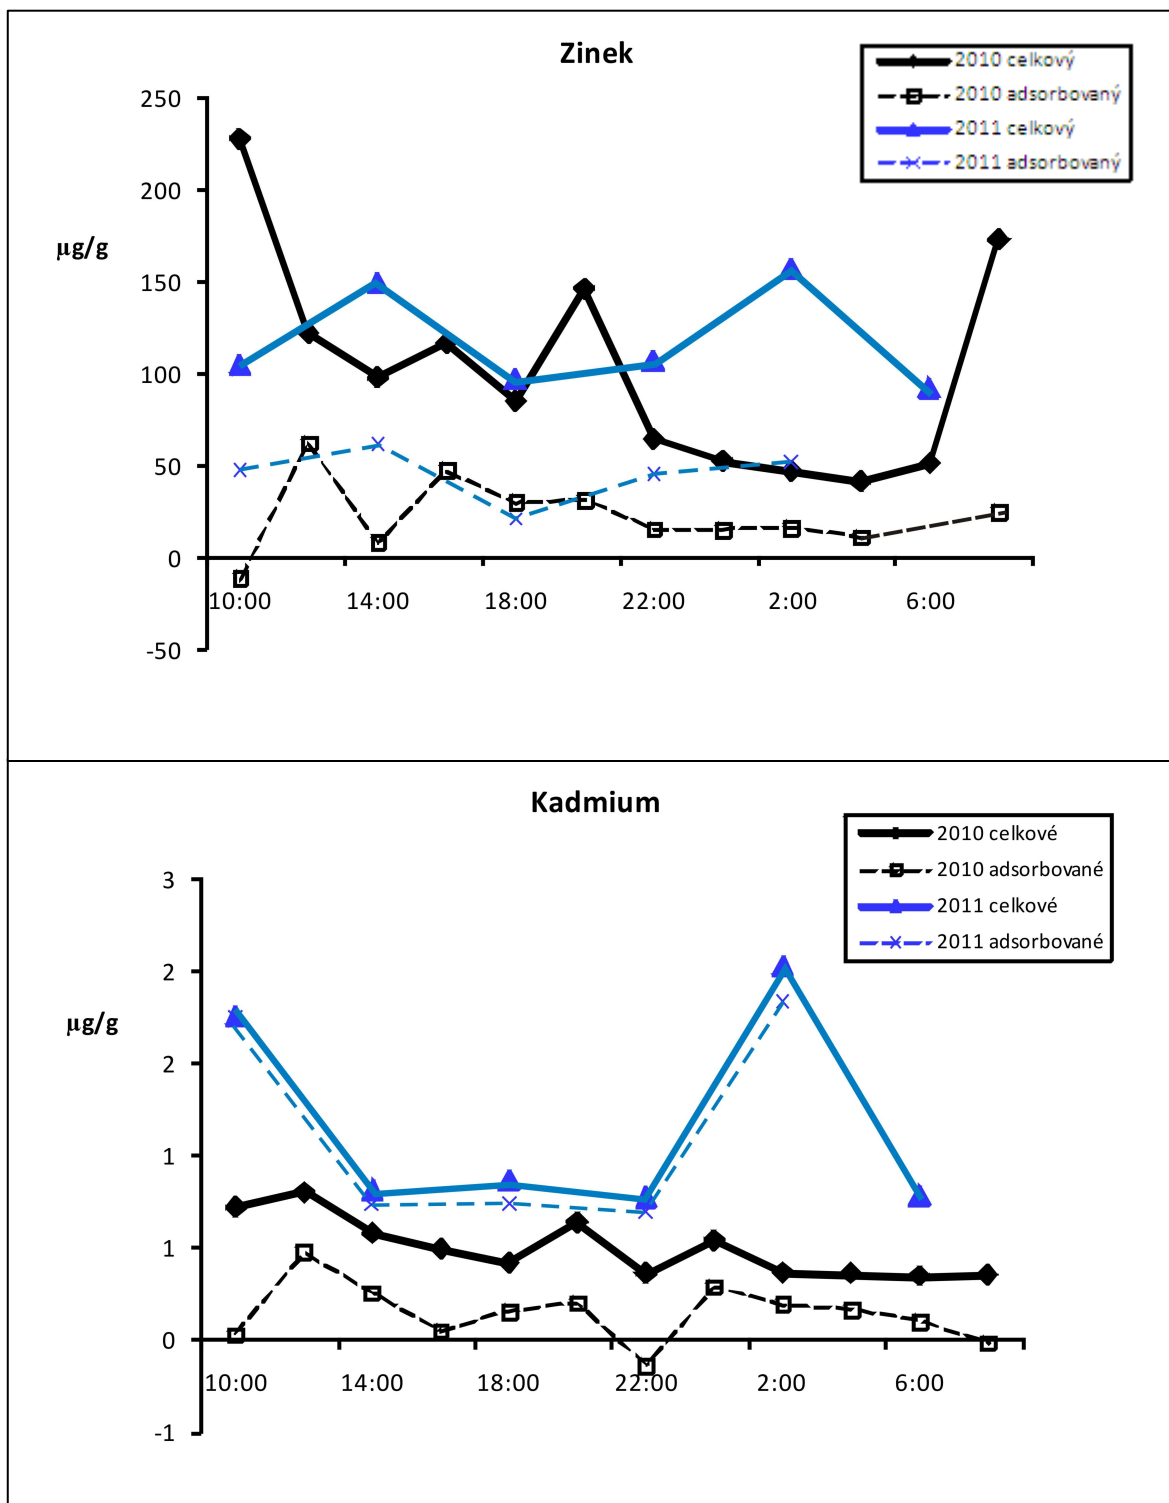 Zinek
2010 celkový
2010 adsorbovaný
2011 celkový
2011 adsorbovaný
250
200
µg/g
150
100
50
0
10:00 14:00 18:00 22:00 2:00 6:00
-50
Kadmium
2010 celkové
2010 adsorbované
2011 celkové
2011 adsorbované
3
2
µg/g
2
1
1
0
10:00 14:00 18:00 22:00 2:00 6:00
-1